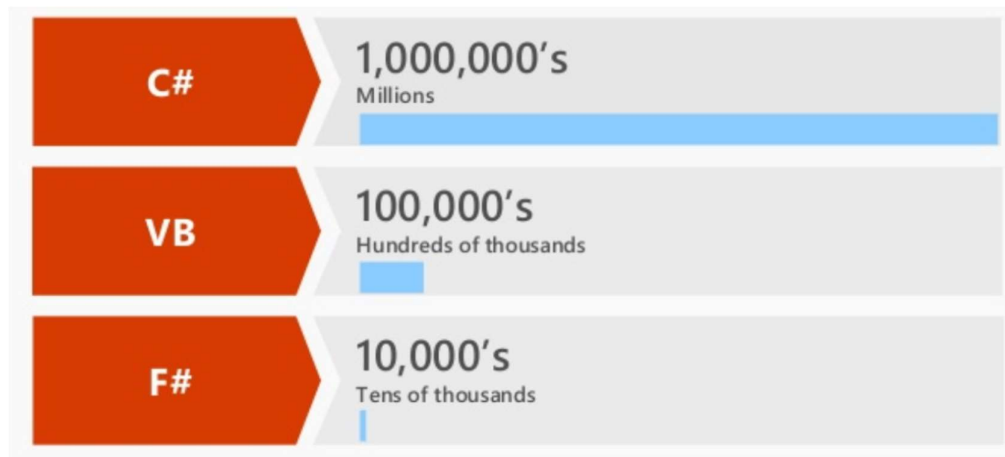 C#
1,000,000’s
Millions
VB
100,000’s
Hundreds of thousands
F#
10,000’s
Tens of thousands